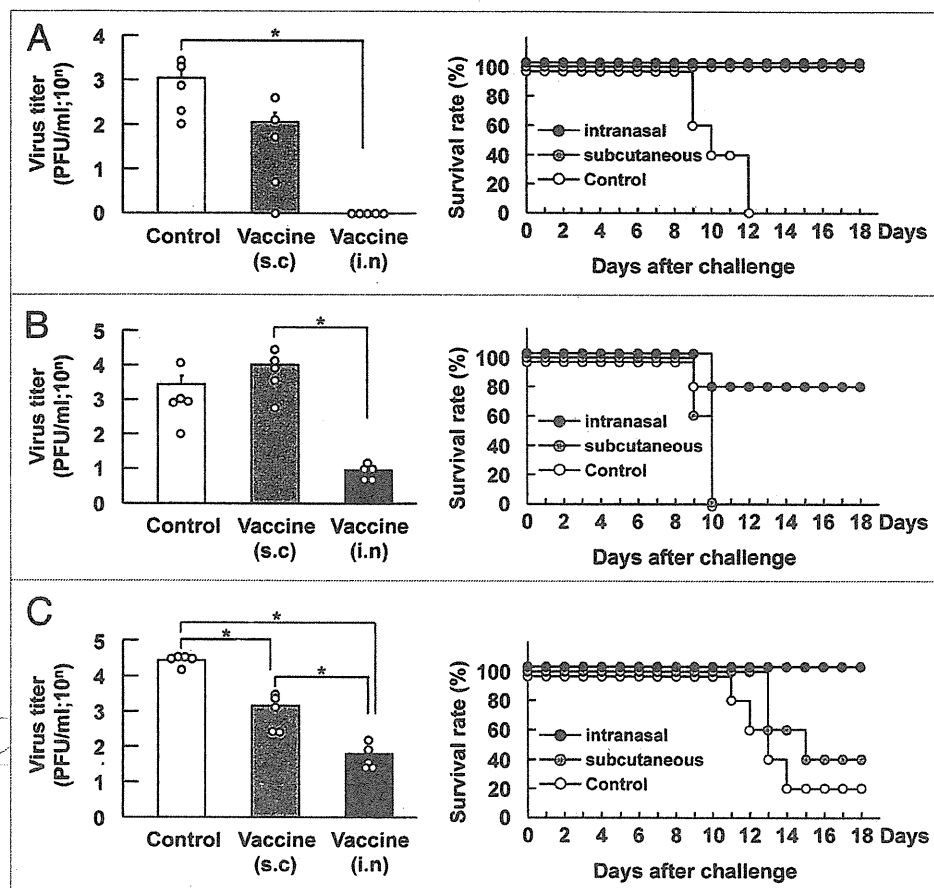 A
Virus titer
(PFU/ml;10ⁿ)
4
3
2
1
0
*
Control
Vaccine
(s.c)
Vaccine
(i.n)
Survival rate (%)
100
80
60
40
20
0
intranasal
subcutaneous
Control
0 2 4 6 8 10 12 14 16 18 Days
Days after challenge
B
Virus titer
(PFU/ml;10ⁿ)
5
4
3
2
1
0
*
Control
Vaccine
(s.c)
Vaccine
(i.n)
Survival rate (%)
100
80
60
40
20
0
intranasal
subcutaneous
Control
0 2 4 6 8 10 12 14 16 18 Days
Days after challenge
C
Virus titer
(PFU/ml;10ⁿ)
5
4
3
2
1
0
*
*
*
Control
Vaccine
(s.c)
Vaccine
(i.n)
Survival rate (%)
100
80
60
40
20
0
intranasal
subcutaneous
Control
0 2 4 6 8 10 12 14 16 18 Days
Days after challenge